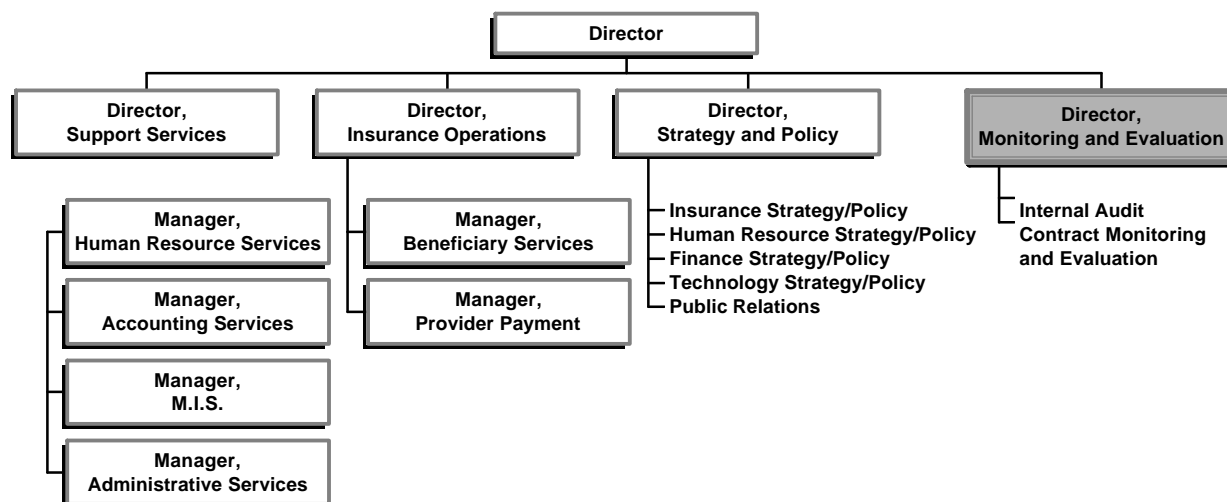 Director
Director,
Support Services
Director,
Insurance Operations
Director,
Strategy and Policy
Director,
Monitoring and Evaluation
Manager,
Human Resource Services
Manager,
Accounting Services
Manager,
M.I.S.
Manager,
Administrative Services
Manager,
Beneficiary Services
Manager,
Provider Payment
Insurance Strategy/Policy
Human Resource Strategy/Policy
Finance Strategy/Policy
Technology Strategy/Policy
Public Relations
Internal Audit
Contract Monitoring
and Evaluation